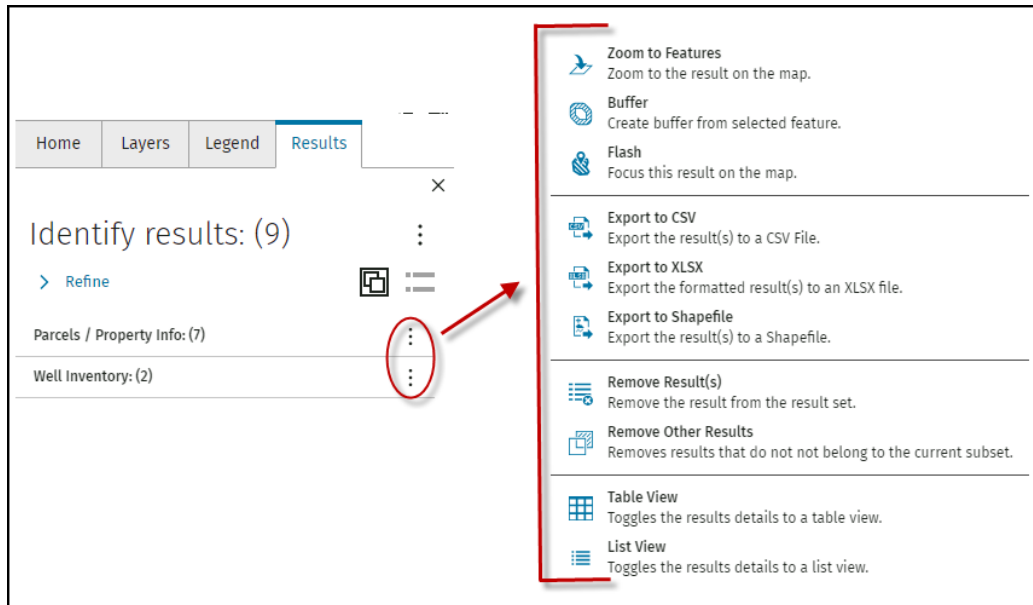 Home
Layers
Legend
Results
Identify results: (9)
Refine
Parcels / Property Info: (7)
Well Inventory: (2)
Zoom to Features
Zoom to the result on the map.
Buffer
Create buffer from selected feature.
Flash
Focus this result on the map.
CSV
Export to CSV
Export the result(s) to a CSV File.
XLSX
Export to XLSX
Export the formatted result(s) to an XLSX file.
Export to Shapefile
Export the result(s) to a Shapefile.
Remove Result(s)
Remove the result from the result set.
Remove Other Results
Removes results that do not not belong to the current subset.
Table View
Toggles the results details to a table view.
List View
Toggles the results details to a list view.